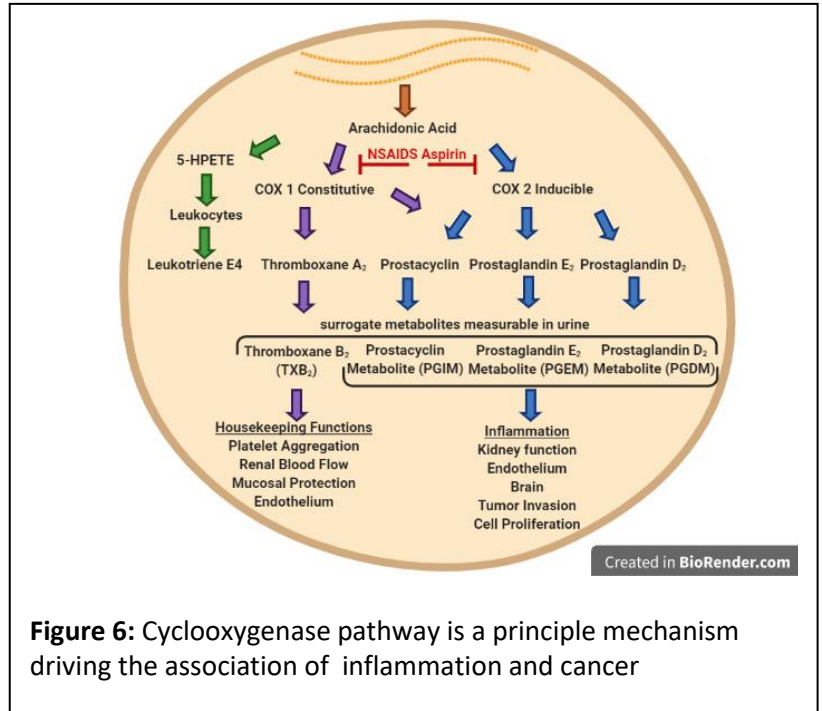 Arachidonic Acid
NSAIDS Aspirin
5-HPETE
COX 1 Constitutive
COX 2 Inducible
Leukocytes
Leukotriene E4
Thromboxane A₂
Prostacyclin
Prostaglandin E₂
Prostaglandin D₂
surrogate metabolites measurable in urine
Thromboxane B₂
(TXB₂)
Prostacyclin
Metabolite (PGIM)
Prostaglandin E₂
Metabolite (PGEM)
Prostaglandin D₂
Metabolite (PGDM)
Housekeeping Functions
Platelet Aggregation
Renal Blood Flow
Mucosal Protection
Endothelium
Inflammation
Kidney function
Endothelium
Brain
Tumor Invasion
Cell Proliferation
Created in BioRender.com
Figure 6: Cyclooxygenase pathway is a principle mechanism
driving the association of inflammation and cancer